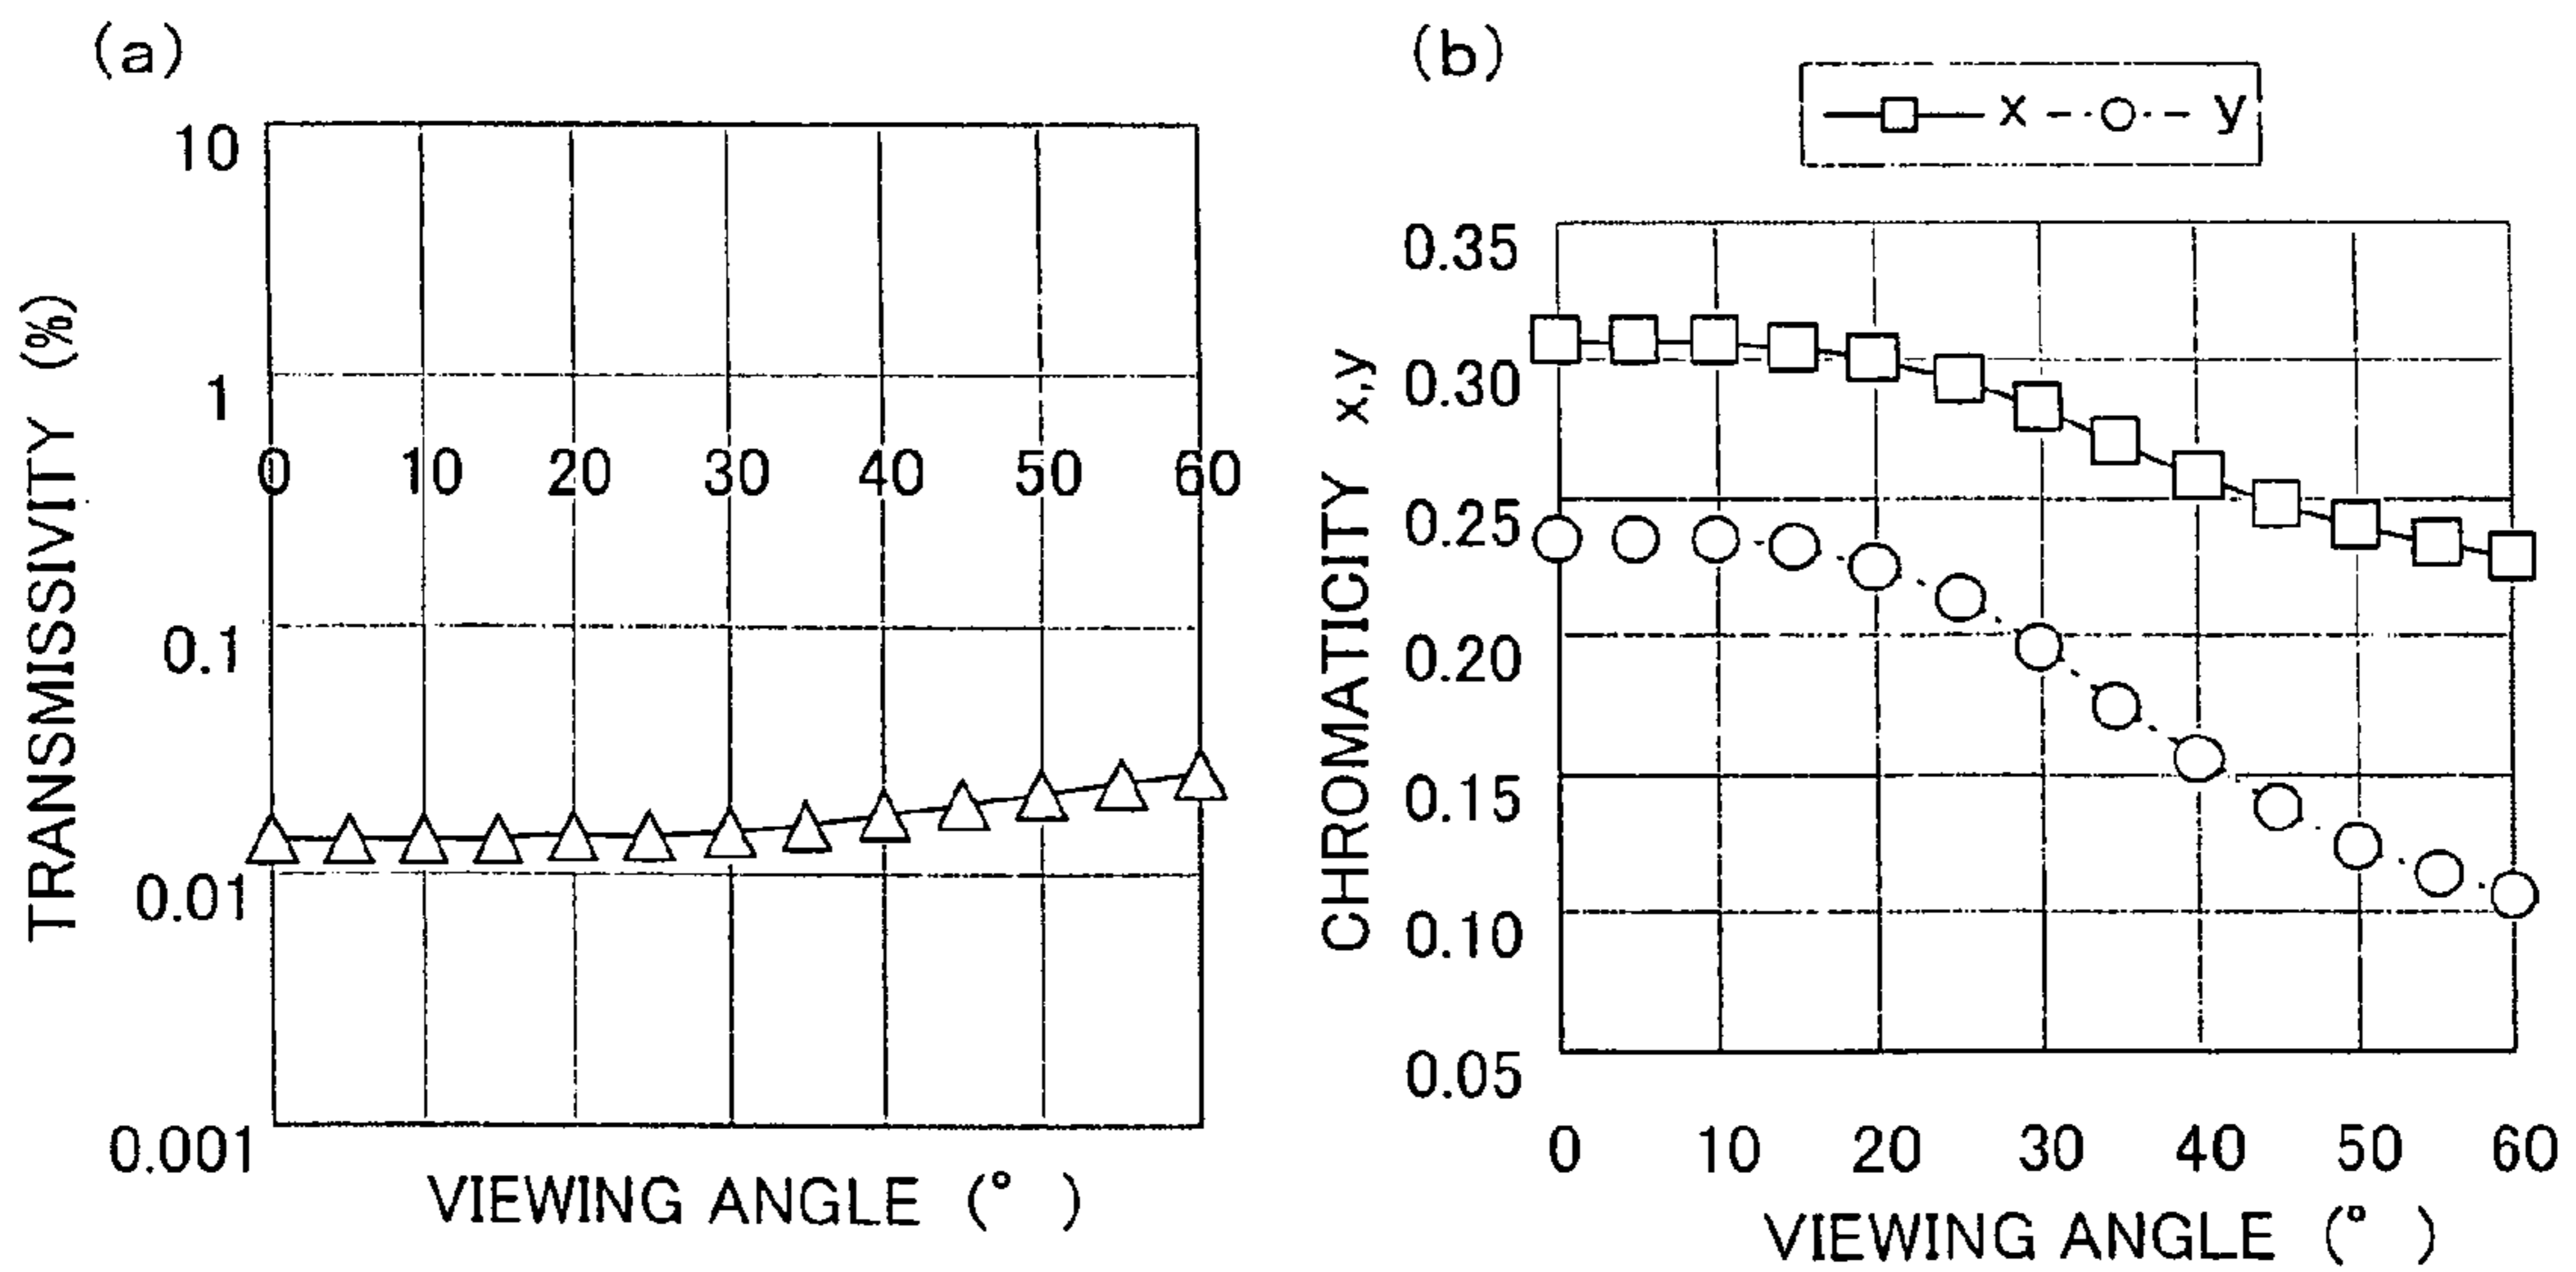 (a)
TRANSMISSIVITY (%)
10
1
0 10 20 30 40 50 60
0.1
0.01
0.001
VIEWING ANGLE (° )
(b)
x y
CHROMATICITY x,y
0.35
0.30
0.25
0.20
0.15
0.10
0.05
0 10 20 30 40 50 60
VIEWING ANGLE (° )